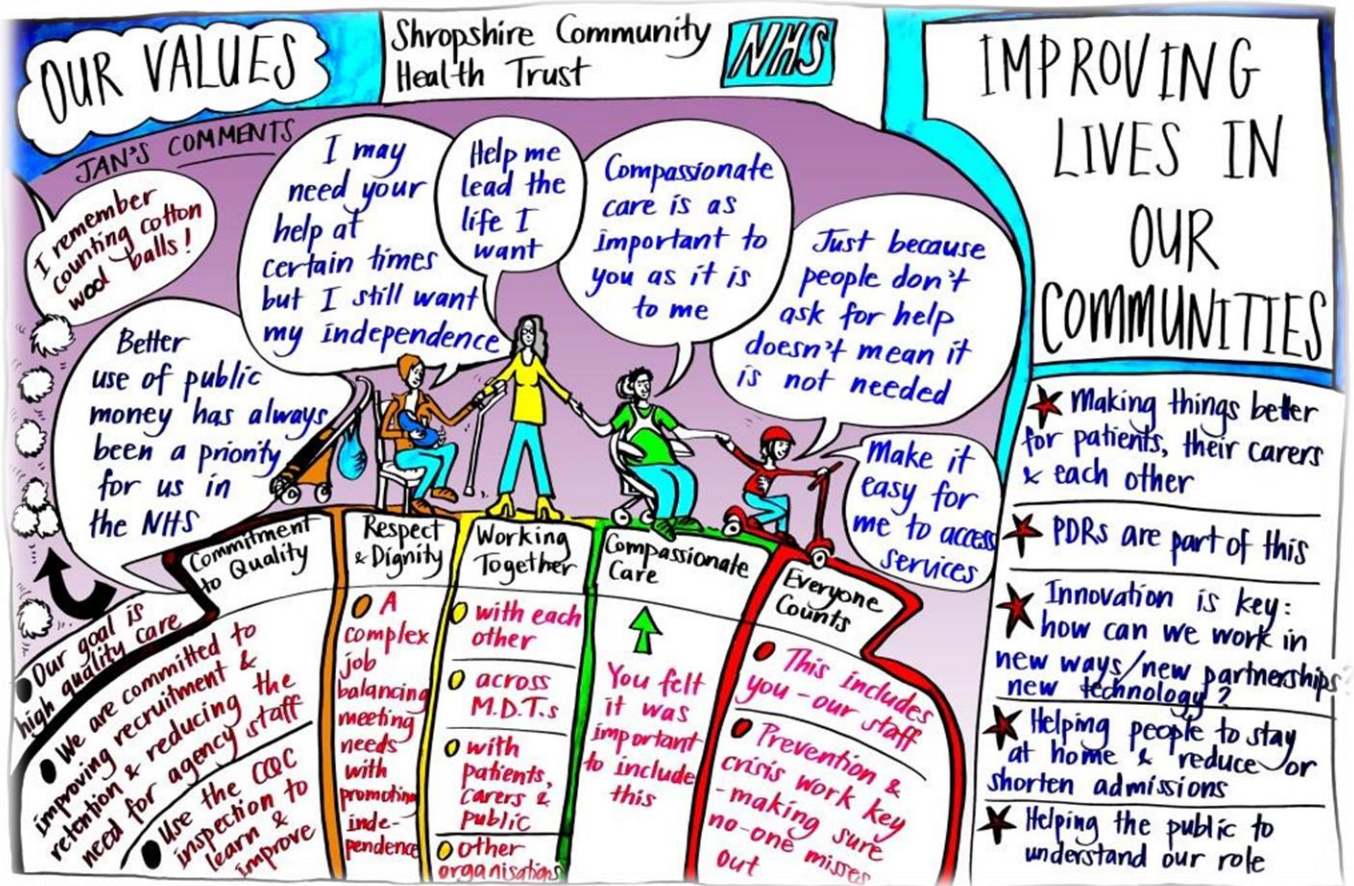 OUR VALUES
Shropshire Community
Health Trust
NHS
JAN'S COMMENTS
I remember
counting cotton
wool balls!
Better
use of public
money has always
been a priority
for us in
the NHS
I may
need your
help at
certain times
but I still want
my independence
Help me
lead the
life I
want
Compassionate
care is as
important to
you as it is
to me
Just because
people don't
ask for help
doesn't mean it
is not needed
Make it
easy for
me to access
services
Commitment
to Quality
Our goal is
high quality care
We are committed to
improving recruitment &
retention & reducing the
need for agency staff
Use the CQC
inspection to
learn &
improve
Respect
& Dignity
A
complex
job
balancing
meeting
needs
with
promoting
inde-
pendence
Working
Together
with each
other
across
M.D.T.s
with
patients,
carers &
public
other
organisations
Compassionate
Care
You felt
it was
important
to include
this
Everyone
Counts
This includes
you - our staff
Prevention &
crisis work key
- making sure
no-one misses
out
IMPROVING
LIVES IN
OUR
COMMUNITIES
Making things better
for patients, their carers
& each other
PDRs are part of this
Innovation is key:
how can we work in
new ways/new partnerships
new technology?
Helping people to stay
at home & reduce or
shorten admissions
Helping the public to
understand our role